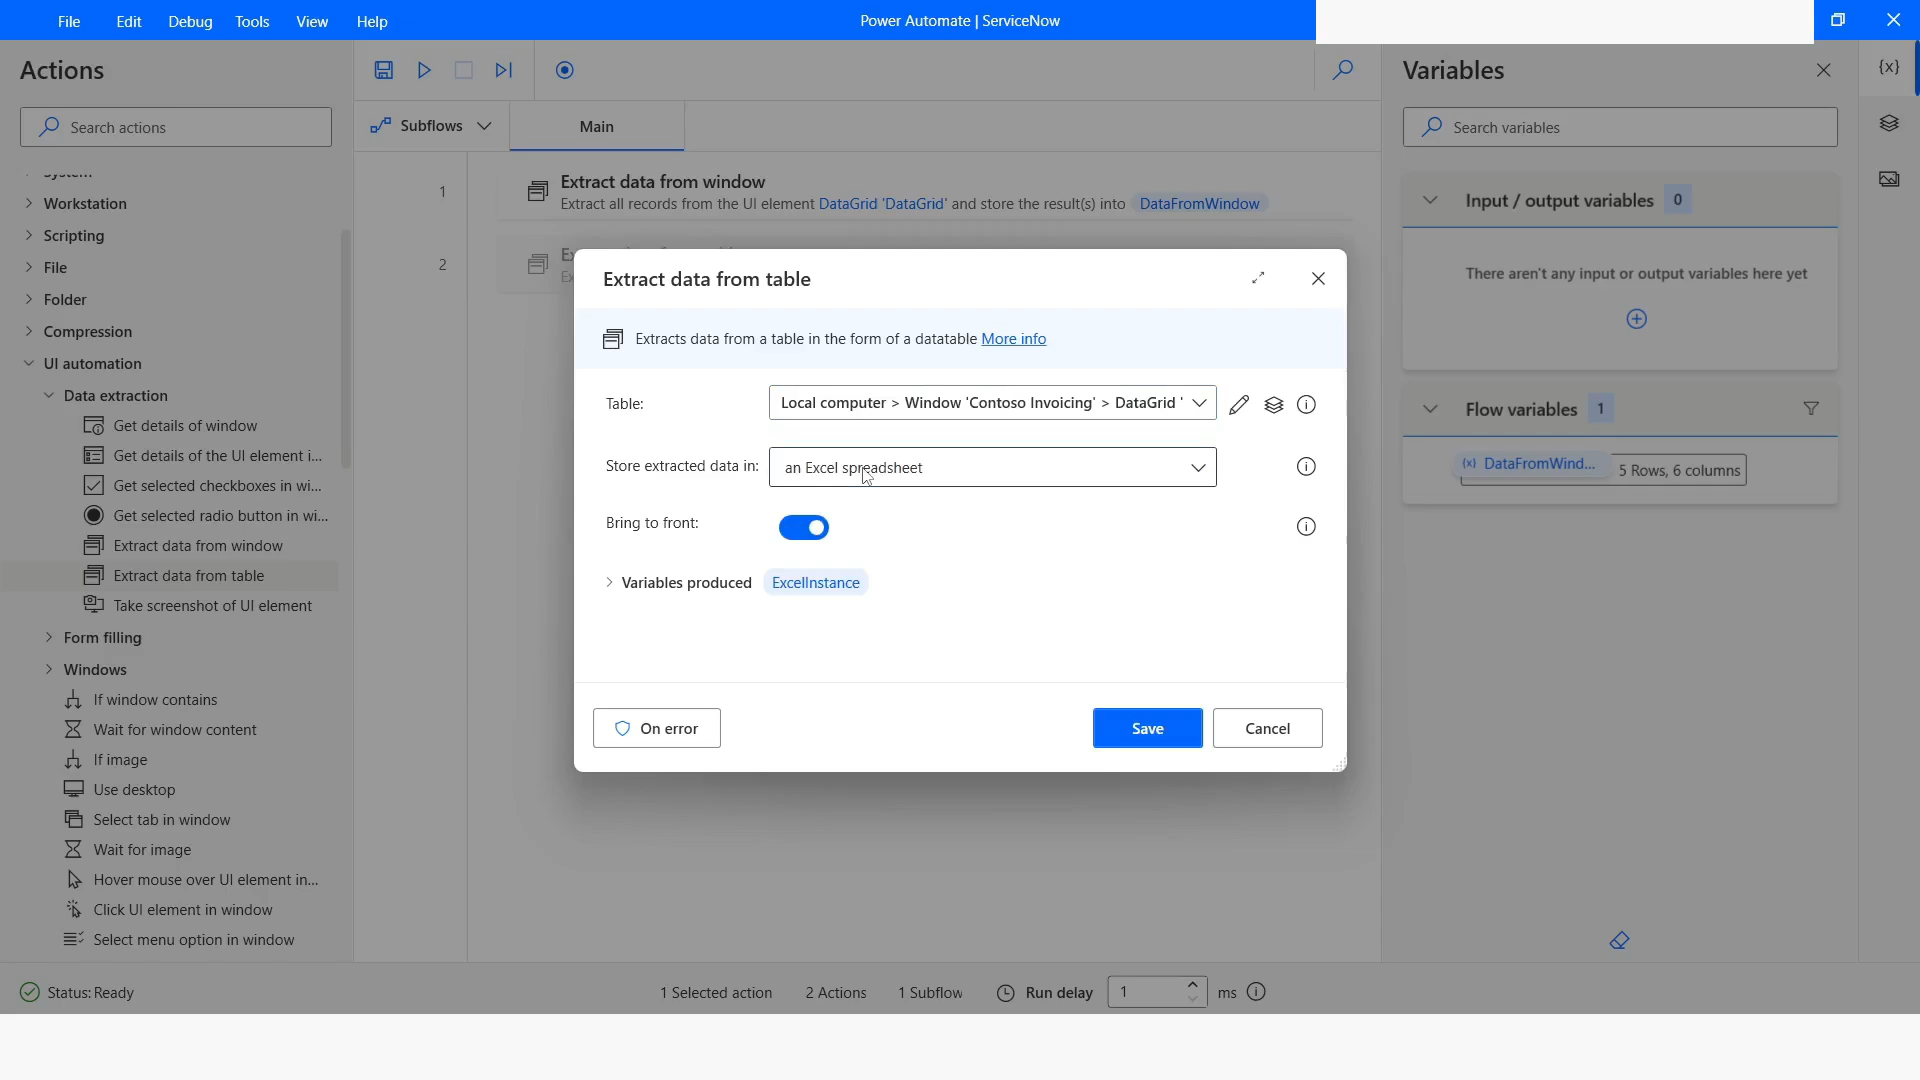 File Edit Debug Tools View Help Power Automate | ServiceNow
Actions
Search actions
Workstation
Scripting
File
Folder
Compression
UI automation
Data extraction
Get details of window
Get details of the UI element i...
Get selected checkboxes in wi...
Get selected radio button in wi...
Extract data from window
Extract data from table
Take screenshot of UI element
Form filling
Windows
If window contains
Wait for window content
If image
Use desktop
Select tab in window
Wait for image
Hover mouse over UI element in...
Click UI element in window
Select menu option in window
Subflows Main
1 Extract data from window
Extract all records from the UI element DataGrid 'DataGrid' and store the result(s) into DataFromWindow
2
Extract data from table
Extracts data from a table in the form of a datatable More info
Table: Local computer > Window 'Contoso Invoicing' > DataGrid '
Store extracted data in: an Excel spreadsheet
Bring to front:
Variables produced ExcelInstance
On error Save Cancel
Variables
{x}
Search variables
Input / output variables 0
There aren't any input or output variables here yet
Flow variables 1
(x) DataFromWind... 5 Rows, 6 columns
Status: Ready 1 Selected action 2 Actions 1 Subflow Run delay 1 ms